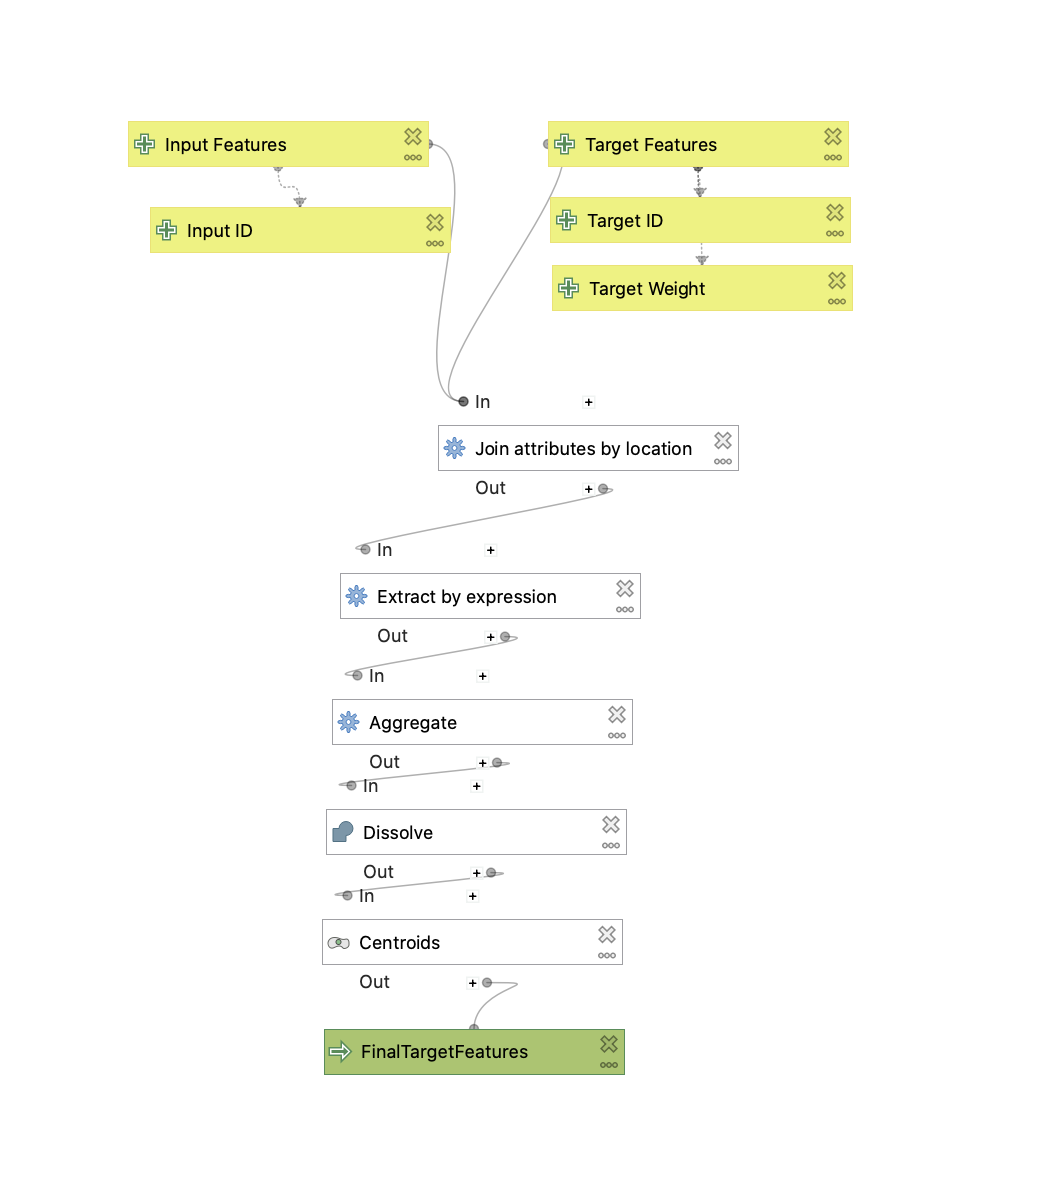 Input Features
Target Features
Input ID
Target ID
Target Weight
In
Join attributes by location
Out
In
Extract by expression
Out
In
Aggregate
Out
In
Dissolve
Out
In
Centroids
Out
FinalTargetFeatures